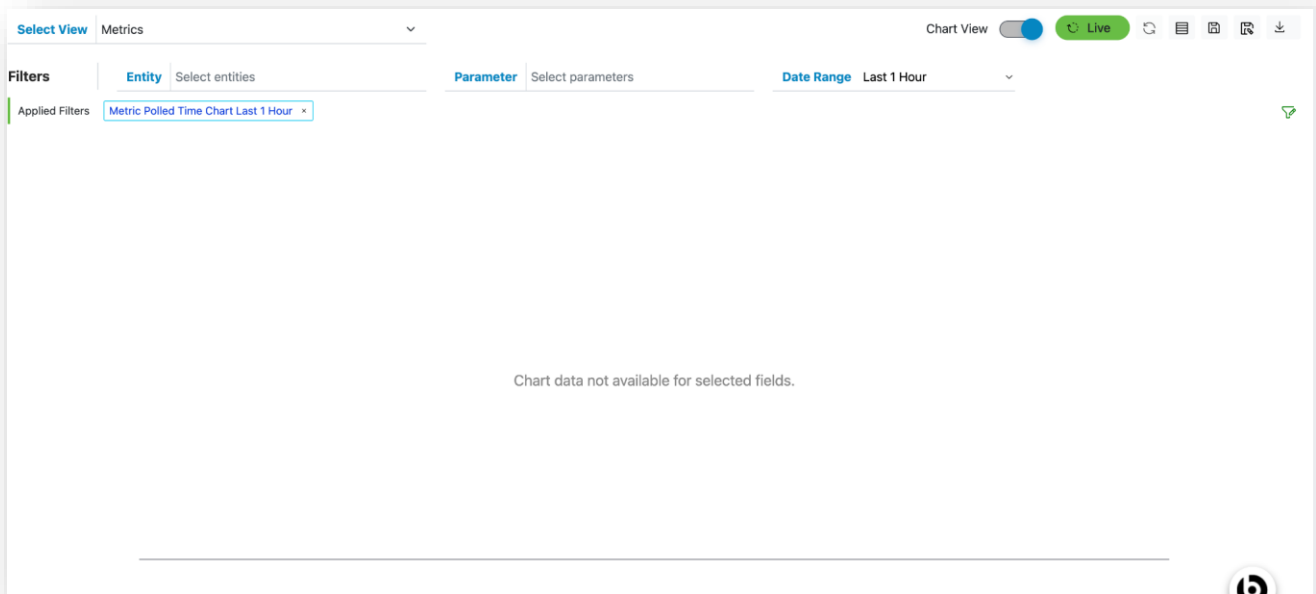 Select View Metrics Chart View Live
Filters Entity Select entities Parameter Select parameters Date Range Last 1 Hour
Applied Filters Metric Polled Time Chart Last 1 Hour ×
Chart data not available for selected fields.